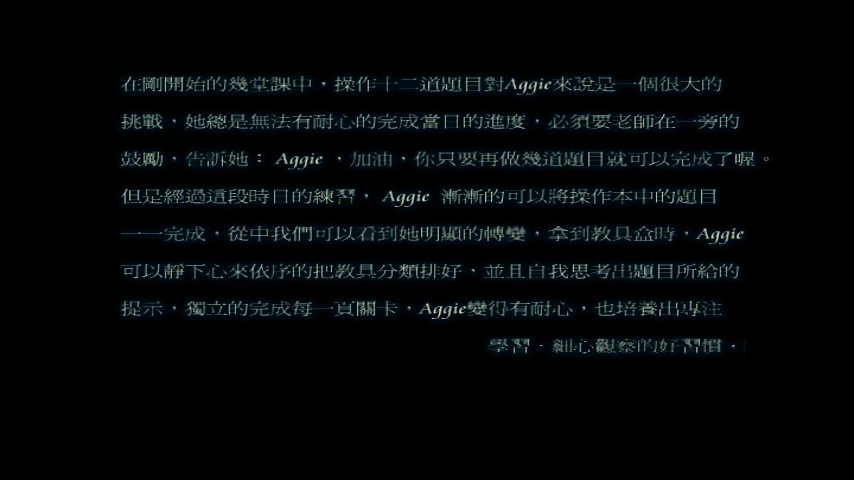 在剛開始的幾堂課中，操作十二道題目對Aggie來說是一個很大的
挑戰，她總是無法有耐心的完成當日的進度，必須要老師在一旁的
鼓勵，告訴她： Aggie ，加油，你只要再做幾道題目就可以完成了喔。
但是經過這段時日的練習， Aggie 漸漸的可以將操作本中的題目
一一完成，從中我們可以看到她明顯的轉變，拿到教具盒時，Aggie
可以靜下心來依序的把教具分類排好，並且自我思考出題目所給的
提示，獨立的完成每一頁關卡，Aggie變得有耐心，也培養出專注
學習、細心觀察的好習慣，